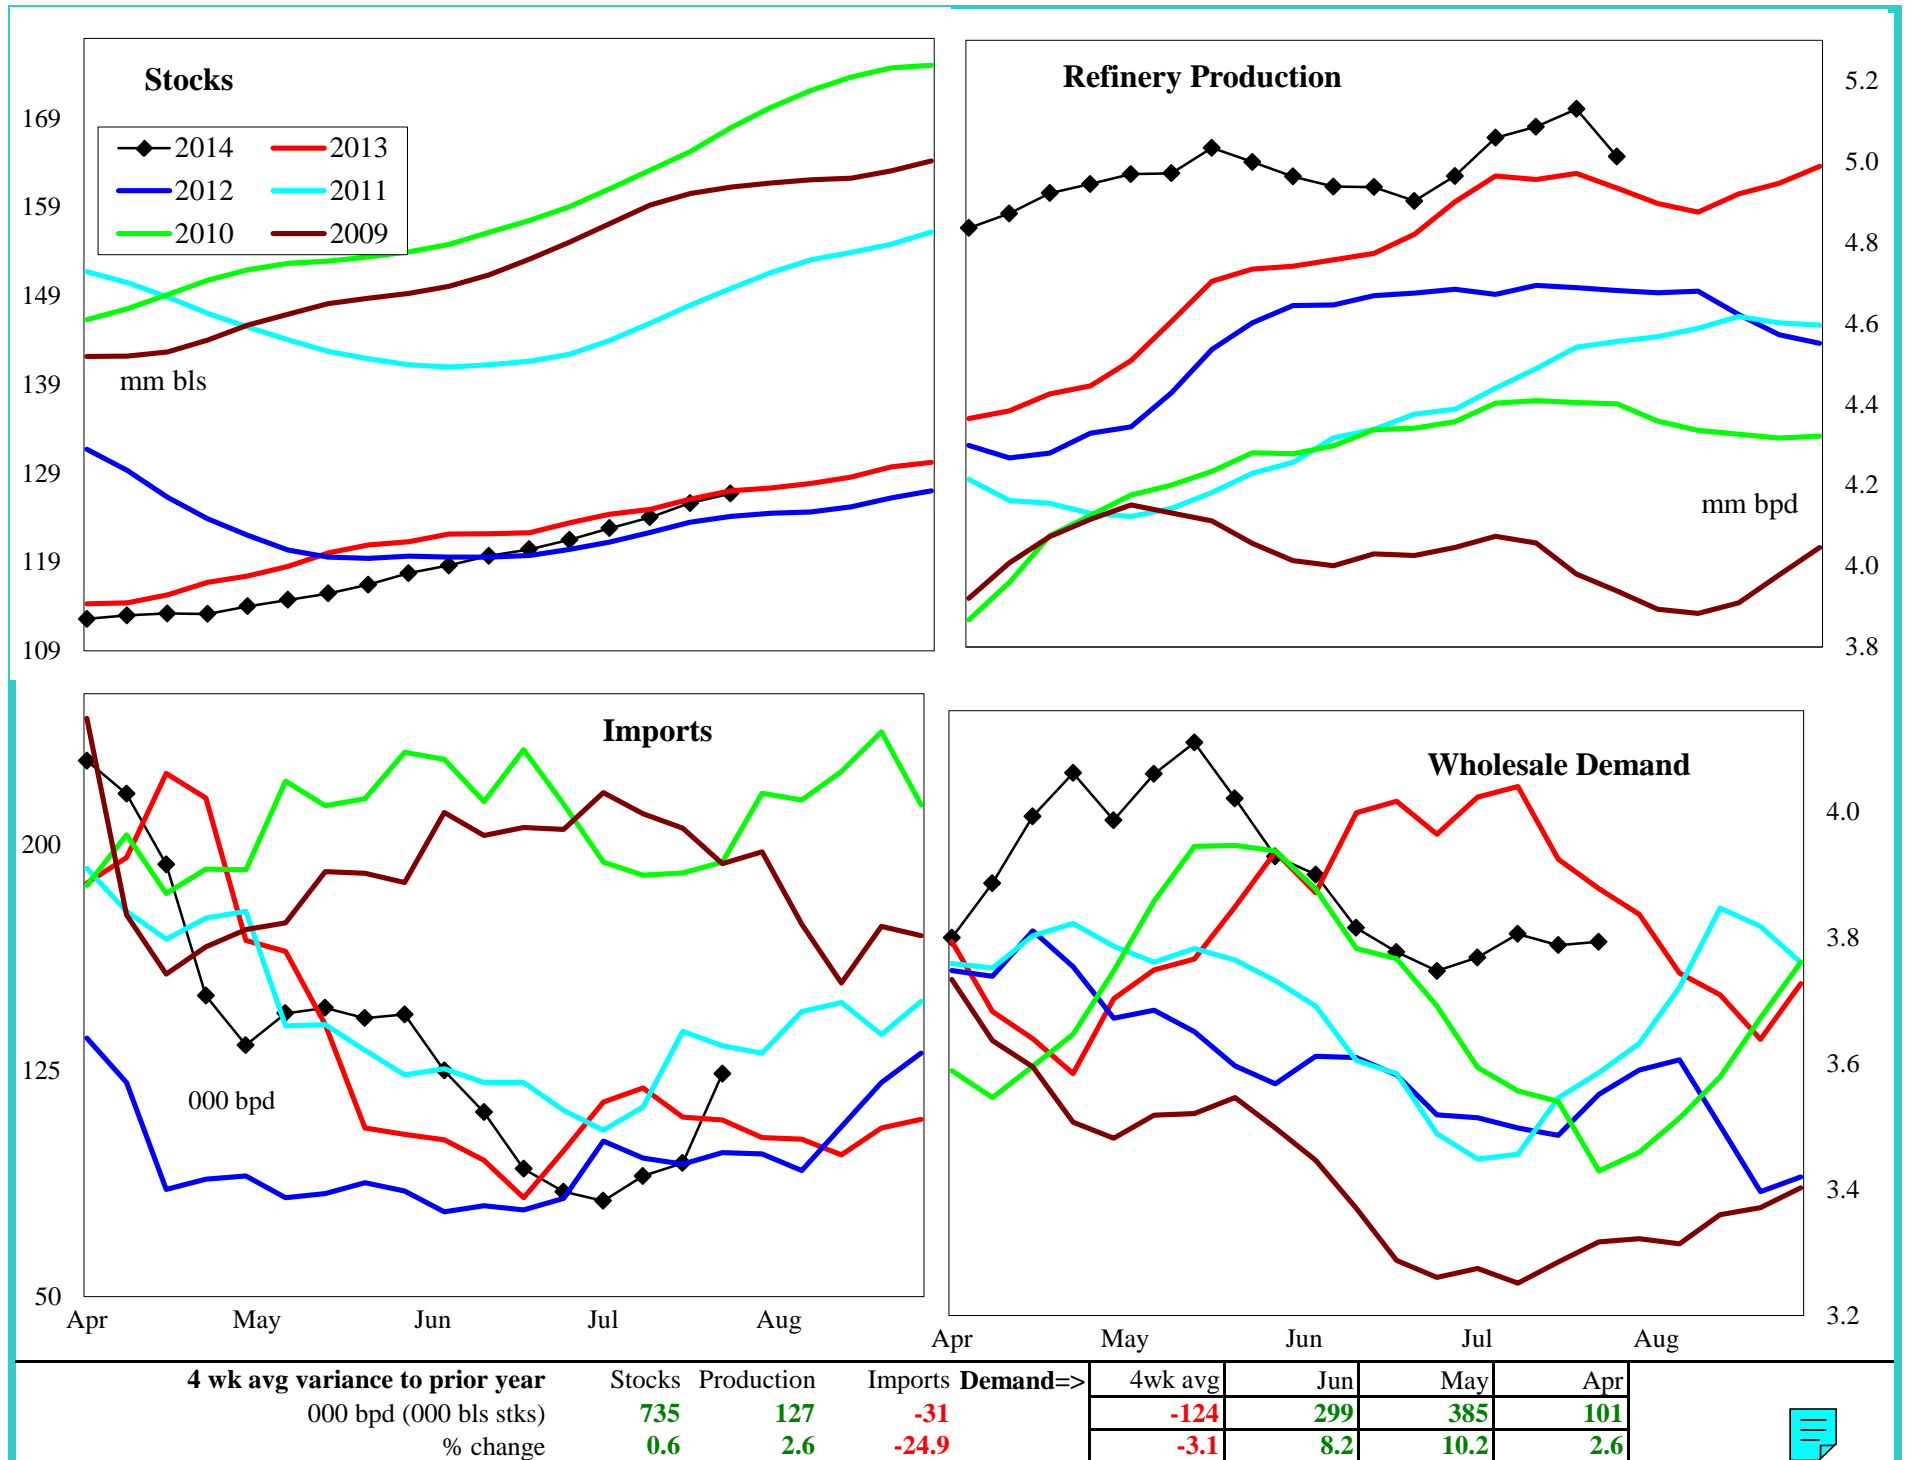 Stocks
169
159
149
139
129
119
109
2014 2013
2012 2011
2010 2009
mm bls
Refinery Production
5.2
5.0
4.8
4.6
4.4
4.2
4.0
3.8
mm bpd
Imports
200
125
50
000 bpd
Apr May Jun Jul Aug
Wholesale Demand
4.0
3.8
3.6
3.4
3.2
Apr May Jun Jul Aug
4 wk avg variance to prior year Stocks Production Imports Demand=> 4wk avg Jun May Apr
000 bpd (000 bls stks) 735 127 -31 -124 299 385 101
% change 0.6 2.6 -24.9 -3.1 8.2 10.2 2.6